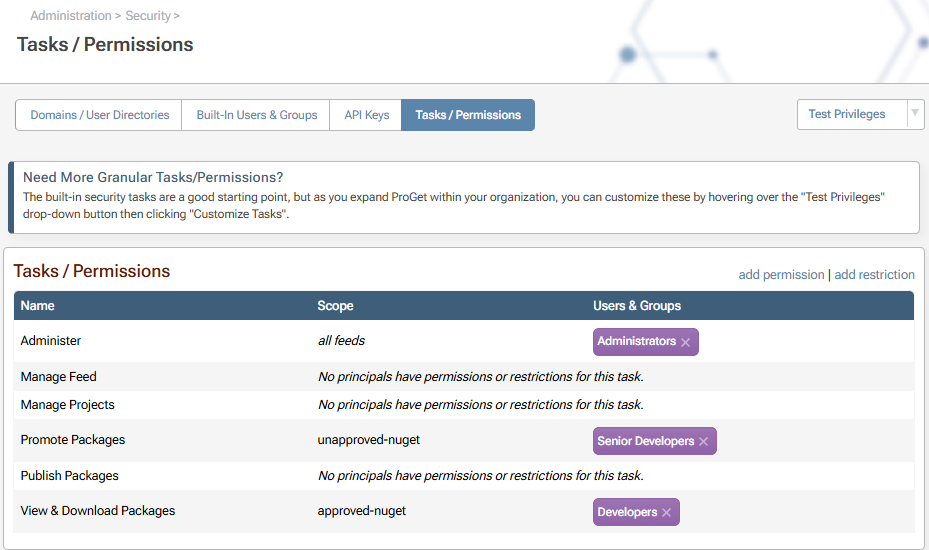 Administration > Security >
Tasks / Permissions
Domains / User Directories Built-In Users & Groups API Keys Tasks / Permissions Test Privileges
Need More Granular Tasks/Permissions?
The built-in security tasks are a good starting point, but as you expand ProGet within your organization, you can customize these by hovering over the "Test Privileges"
drop-down button then clicking "Customize Tasks".
Tasks / Permissions
add permission | add restriction
Name Scope Users & Groups
Administer all feeds Administrators ×
Manage Feed No principals have permissions or restrictions for this task.
Manage Projects No principals have permissions or restrictions for this task.
Promote Packages unapproved-nuget Senior Developers ×
Publish Packages No principals have permissions or restrictions for this task.
View & Download Packages approved-nuget Developers ×